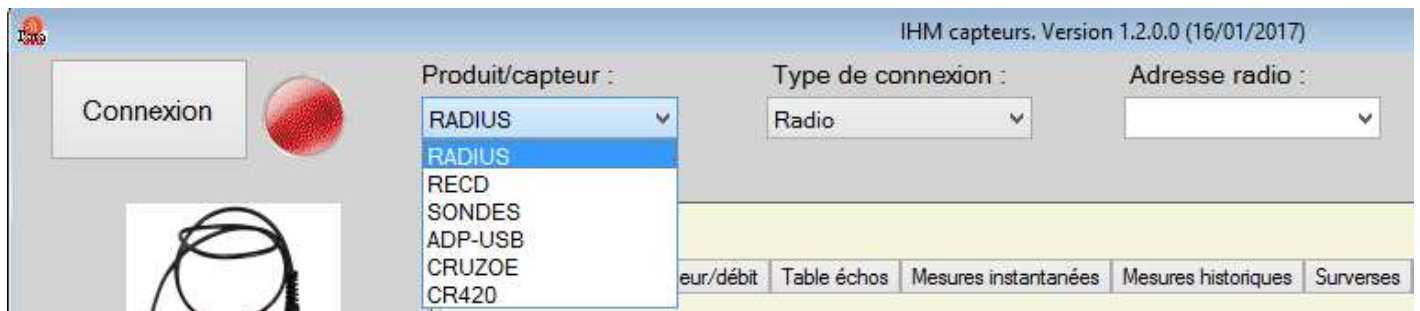 IHM capteurs. Version 1.2.0.0 (16/01/2017)
Connexion
Produit/capteur :
Type de connexion :
Adresse radio :
RADIUS
Radio
RADIUS
RECD
SONDES
ADP-USB
CRUZOE
CR420
eur/débit
Table échos
Mesures instantanées
Mesures historiques
Surverses